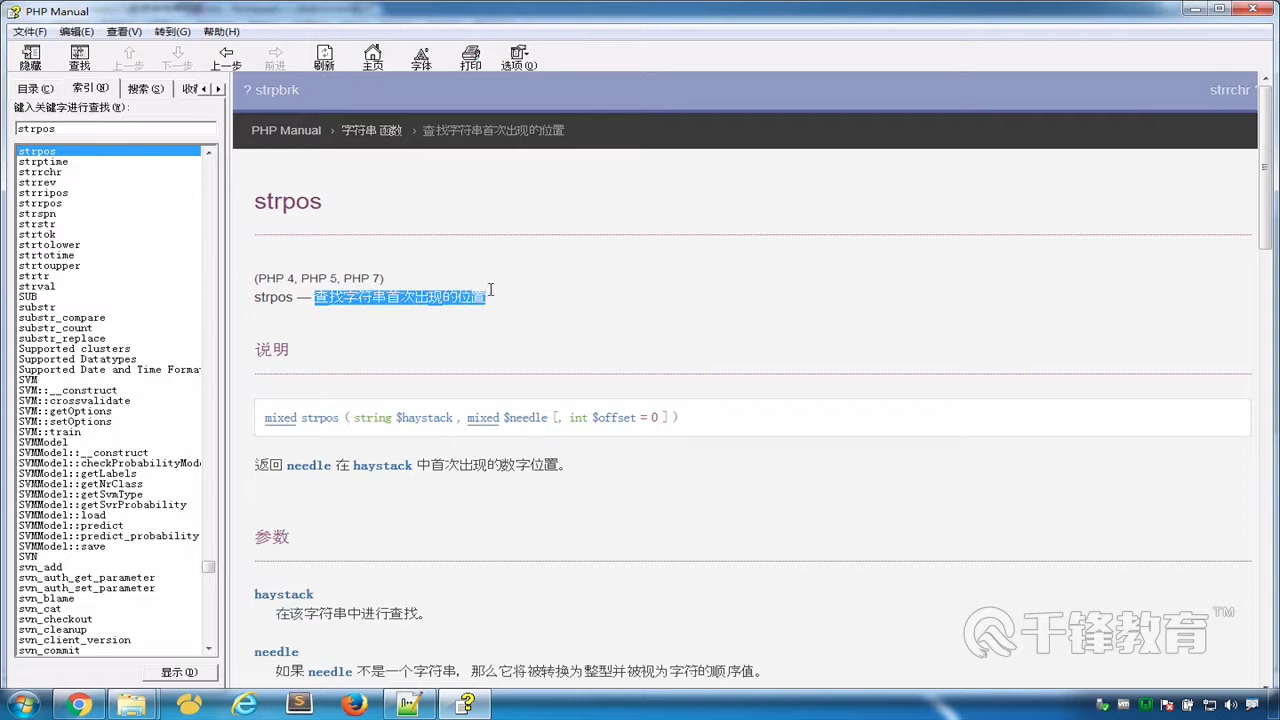 PHP Manual
文件(F) 编辑(E) 查看(V) 转到(G) 帮助(H)
隐藏 查找 上一步 下一步 上一步 前进 刷新 主页 字体 打印 选项(O)
目录(C) 索引(N) 搜索(S)
键入关键字进行查找(W):
strpos
strpos
strptime
strrchr
strrev
strripos
strrpos
strspn
strstr
strtok
strtolower
strtotime
strtoupper
strtr
strval
SUB
substr
substr_compare
substr_count
substr_replace
Supported clusters
Supported Datatypes
Supported Date and Time Forma
SVM
SVM::__construct
SVM::crossvalidate
SVM::getOptions
SVM::setOptions
SVM::train
SVMModel
SVMModel::__construct
SVMModel::checkProbabilityMode
SVMModel::getLabels
SVMModel::getNrClass
SVMModel::getSvmType
SVMModel::getSvrProbability
SVMModel::load
SVMModel::predict
SVMModel::predict_probability
SVMModel::save
SVN
svn_add
svn_auth_get_parameter
svn_auth_set_parameter
svn_blame
svn_cat
svn_checkout
svn_cleanup
svn_client_version
svn_commit
显示(D)
? strpbrk
strrchr ?
PHP Manual › 字符串 函数 › 查找字符串首次出现的位置
strpos
(PHP 4, PHP 5, PHP 7)
strpos — 查找字符串首次出现的位置
说明
mixed strpos ( string $haystack , mixed $needle [, int $offset = 0 ] )
返回 needle 在 haystack 中首次出现的数字位置。
参数
haystack
在该字符串中进行查找。
needle
如果 needle 不是一个字符串，那么它将被转换为整型并被视为字符的顺序值。
千锋教育™